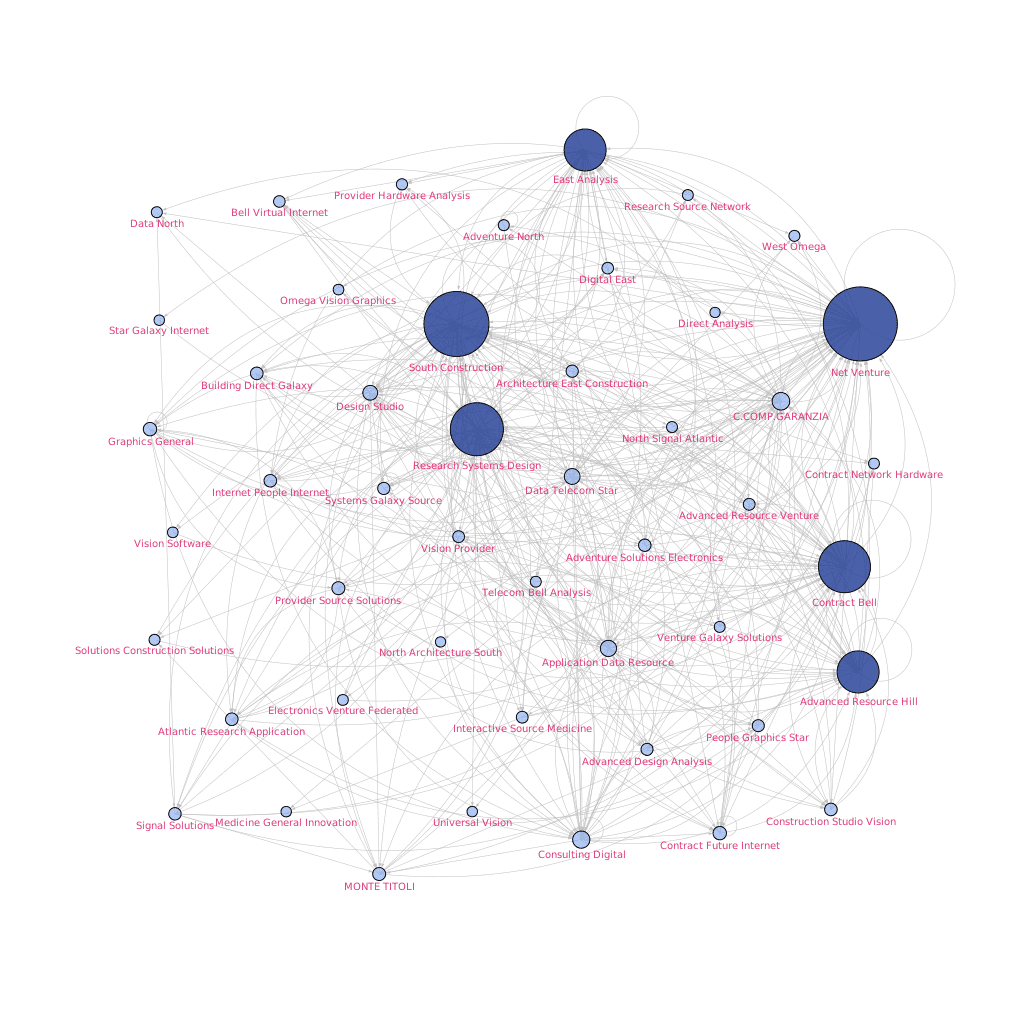 East Analysis
Provider Hardware Analysis
Research Source Network
Bell Virtual Internet
Data North
Adventure North
West Omega
Digital East
Omega Vision Graphics
Direct Analysis
Star Galaxy Internet
South Construction
Net Venture
Architecture East Construction
Building Direct Galaxy
Design Studio
C.COMP.GARANZIA
North Signal Atlantic
Graphics General
Research Systems Design
Contract Network Hardware
Data Telecom Star
Internet People Internet
Systems Galaxy Source
Advanced Resource Venture
Vision Software
Vision Provider
Adventure Solutions Electronics
Telecom Bell Analysis
Provider Source Solutions
Contract Bell
Venture Galaxy Solutions
Solutions Construction Solutions
North Architecture South
Application Data Resource
Advanced Resource Hill
Electronics Venture Federated
Interactive Source Medicine
Atlantic Research Application
People Graphics Star
Advanced Design Analysis
Construction Studio Vision
Medicine General Innovation
Universal Vision
Signal Solutions
Contract Future Internet
Consulting Digital
MONTE TITOLI